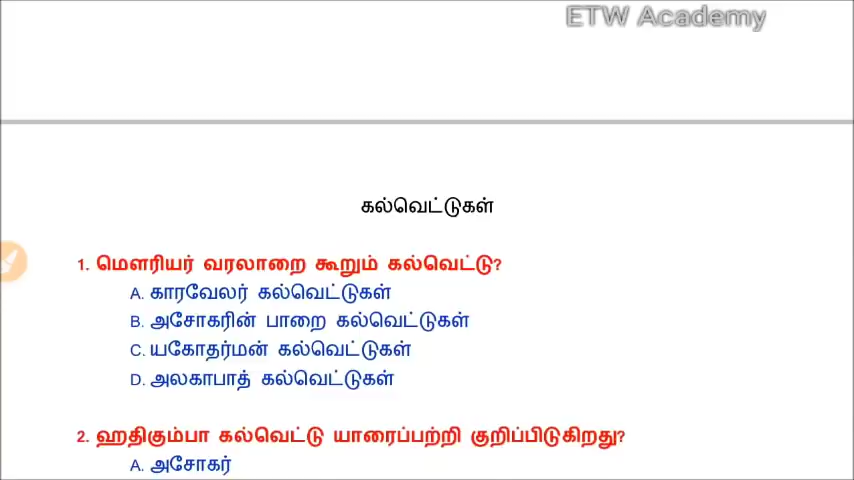 ETW Academy
கல்வெட்டுகள்
1. மௌரியர் வரலாறை கூறும் கல்வெட்டு?
A. காரவேலர் கல்வெட்டுகள்
B. அசோகரின் பாறை கல்வெட்டுகள்
C. யகோதர்மன் கல்வெட்டுகள்
D. அலகாபாத் கல்வெட்டுகள்
2. ஹதிகும்பா கல்வெட்டு யாரைப்பற்றி குறிப்பிடுகிறது?
A. அசோகர்